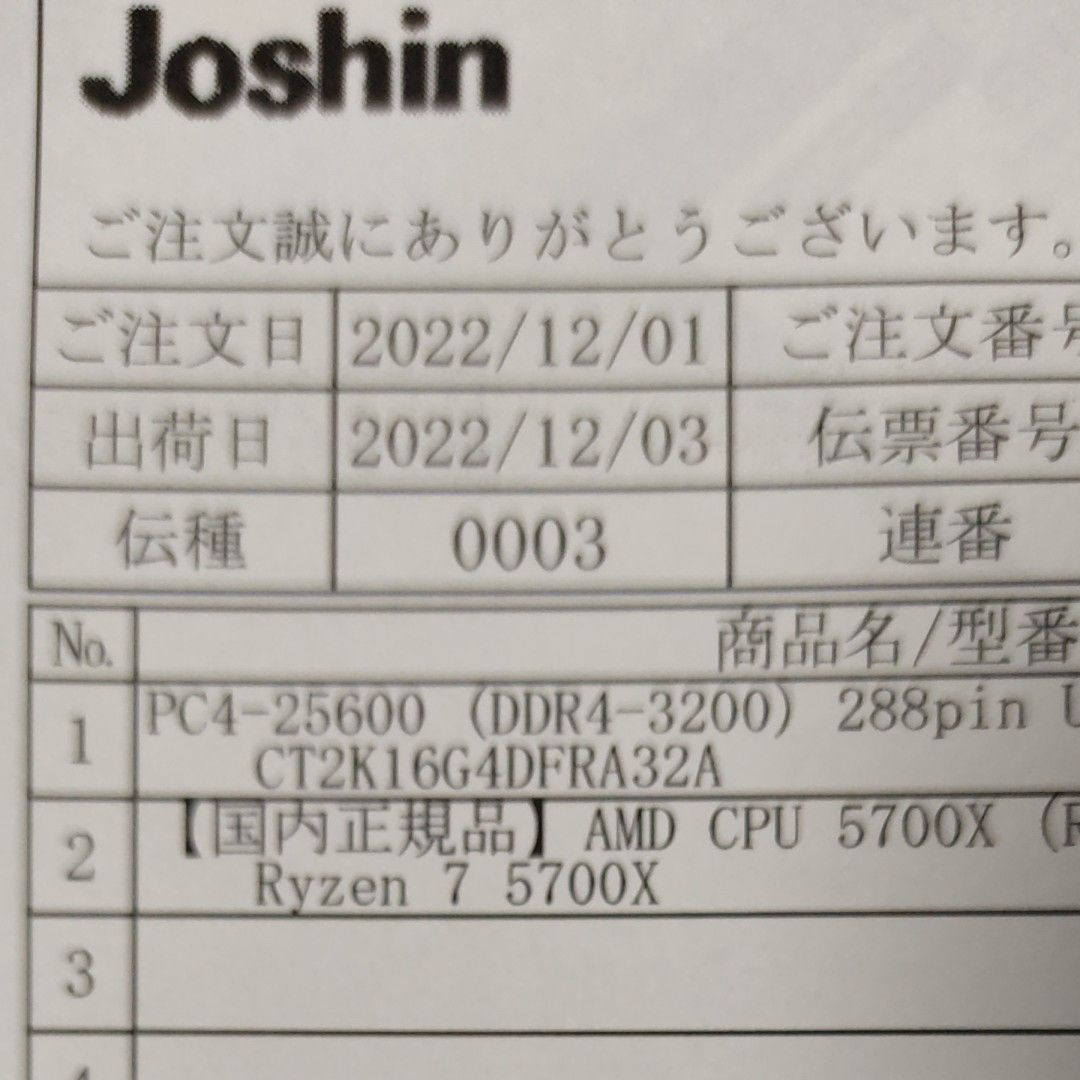 Joshin
ご注文誠にありがとうございます。
ご注文日 2022/12/01 ご注文番号
出荷日 2022/12/03 伝票番号
伝種 0003 連番
No. 商品名/型番
1 PC4-25600 (DDR4-3200) 288pin U
CT2K16G4DFRA32A
2 【国内正規品】AMD CPU 5700X (R
Ryzen 7 5700X
3
4